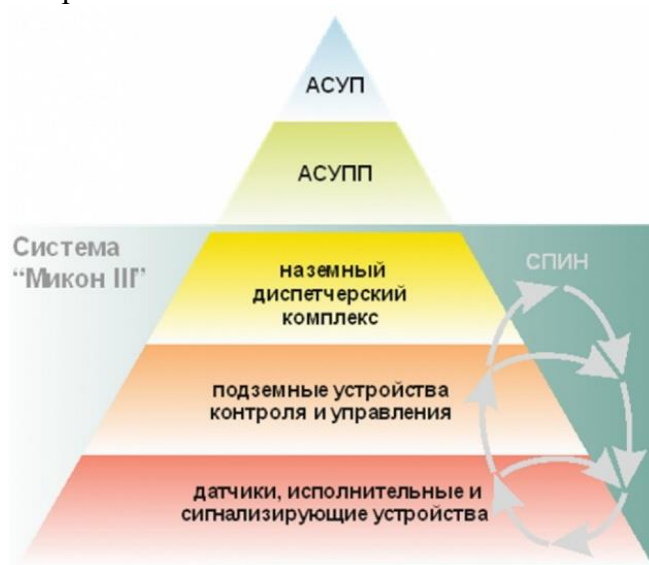 АСУП
АСУПП
Система
“Микон III”
СПИН
наземный
диспетчерский
комплекс
подземные устройства
контроля и управления
датчики, исполнительные и
сигнализирующие устройства